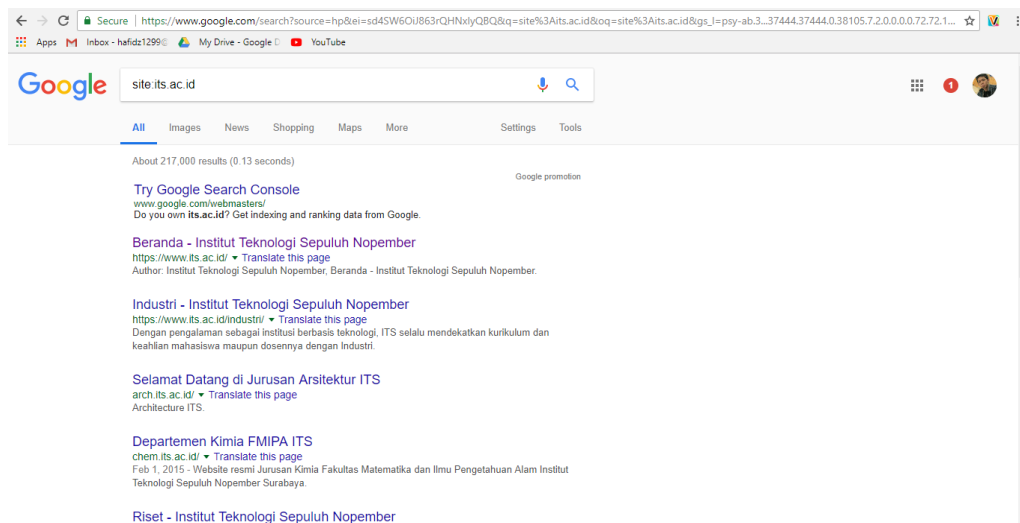 Secure https://www.google.com/search?source=hp&ei=sd4SW6OiJ863rQHNxIyQBQ&q=site%3Aits.ac.id&oq=site%3Aits.ac.id&gs_l=psy-ab.3...37444.37444.0.38105.7.2.0.0.0.0.72.72.1...
Apps Inbox - hafidz1299 My Drive - Google YouTube
Google site:its.ac.id 1
All Images News Shopping Maps More Settings Tools
About 217,000 results (0.13 seconds)
Google promotion
Try Google Search Console
www.google.com/webmasters/
Do you own its.ac.id? Get indexing and ranking data from Google.
Beranda - Institut Teknologi Sepuluh Nopember
https://www.its.ac.id/ Translate this page
Author: Institut Teknologi Sepuluh Nopember, Beranda - Institut Teknologi Sepuluh Nopember.
Industri - Institut Teknologi Sepuluh Nopember
https://www.its.ac.id/industri/ Translate this page
Dengan pengalaman sebagai institusi berbasis teknologi, ITS selalu mendekatkan kurikulum dan
keahlian mahasiswa maupun dosennya dengan Industri.
Selamat Datang di Jurusan Arsitektur ITS
arch.its.ac.id/ Translate this page
Architecture ITS.
Departemen Kimia FMIPA ITS
chem.its.ac.id/ Translate this page
Feb 1, 2015 - Website resmi Jurusan Kimia Fakultas Matematika dan Ilmu Pengetahuan Alam Institut
Teknologi Sepuluh Nopember Surabaya.
Riset - Institut Teknologi Sepuluh Nopember